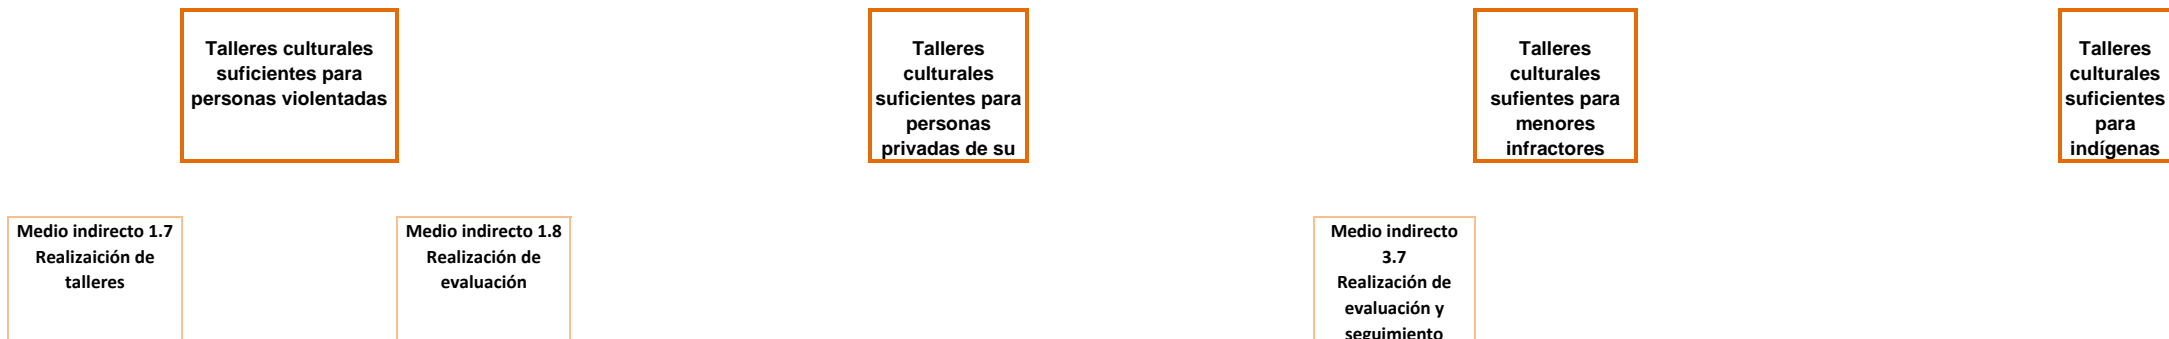 Talleres culturales
suficientes para
personas violentadas
Talleres
culturales
suficientes para
personas
privadas de su
Talleres
culturales
sufientes para
menores
infractores
Talleres
culturales
suficientes
para
indígenas
Medio indirecto 1.7
Realizaición de
talleres
Medio indirecto 1.8
Realización de
evaluación
Medio indirecto
3.7
Realización de
evaluación y
seguimiento